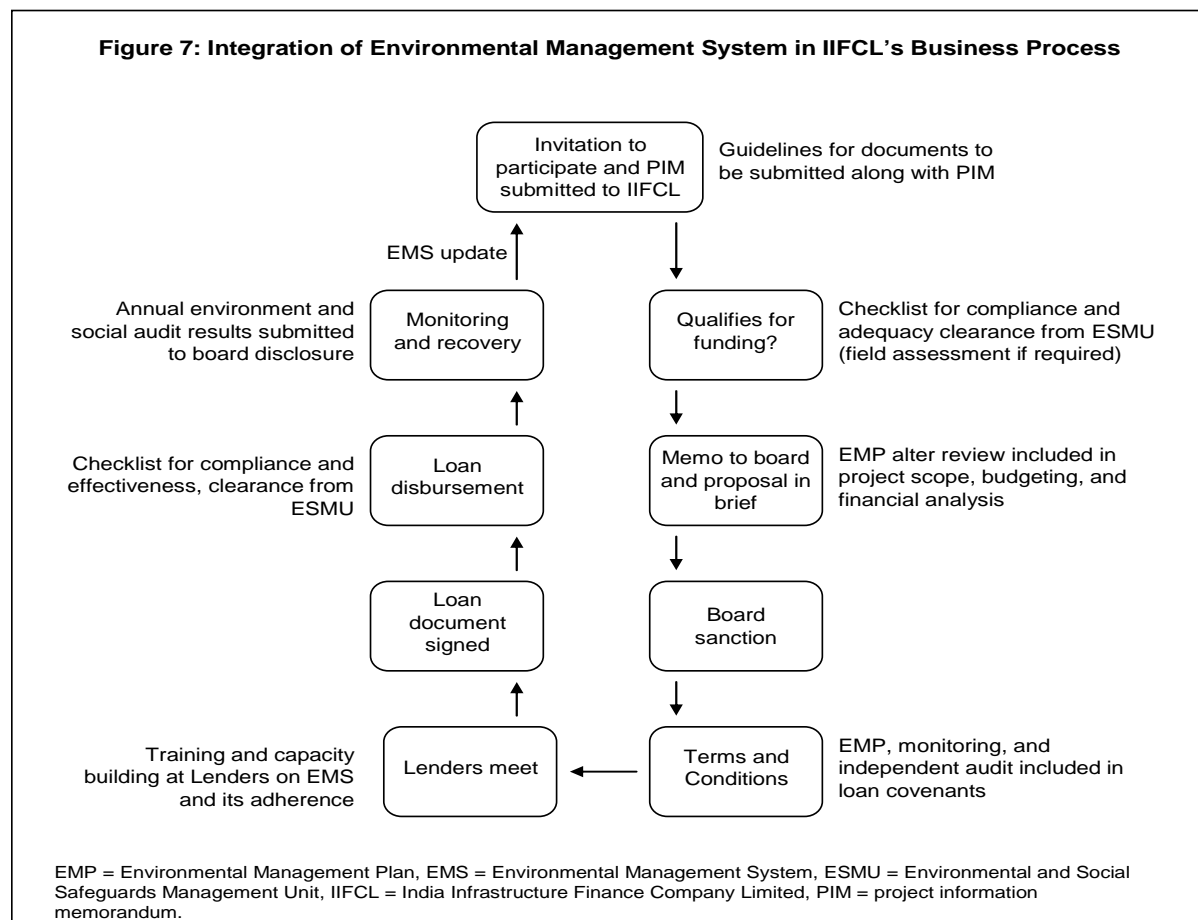 Figure 7: Integration of Environmental Management System in IIFCL's Business Process
Invitation to
participate and PIM
submitted to IIFCL
Guidelines for documents to
be submitted along with PIM
EMS update
Annual environment and
social audit results submitted
to board disclosure
Monitoring
and recovery
Qualifies for
funding?
Checklist for compliance and
adequacy clearance from ESMU
(field assessment if required)
Checklist for compliance and
effectiveness, clearance from
ESMU
Loan
disbursement
Memo to board
and proposal in
brief
EMP alter review included in
project scope, budgeting, and
financial analysis
Loan
document
signed
Board
sanction
Training and capacity
building at Lenders on EMS
and its adherence
Lenders meet
Terms and
Conditions
EMP, monitoring, and
independent audit included in
loan covenants
EMP = Environmental Management Plan, EMS = Environmental Management System, ESMU = Environmental and Social
Safeguards Management Unit, IIFCL = India Infrastructure Finance Company Limited, PIM = project information
memorandum.